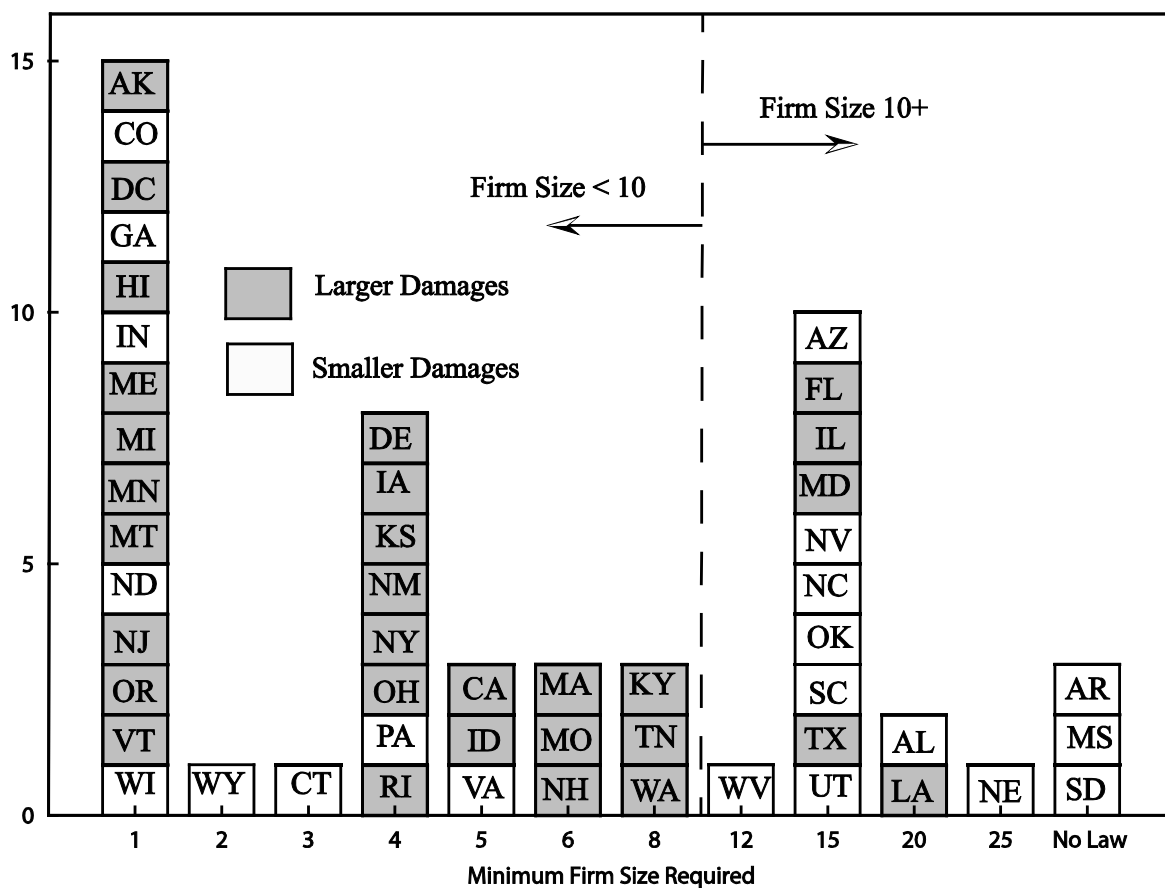 15
10
5
0
Firm Size 10+
Firm Size < 10
Larger Damages
Smaller Damages
AK
CO
DC
GA
HI
IN
ME
MI
MN
MT
ND
NJ
OR
VT
WI
WY
CT
DE
IA
KS
NM
NY
OH
PA
RI
CA
ID
VA
MA
MO
NH
KY
TN
WA
WV
AZ
FL
IL
MD
NV
NC
OK
SC
TX
UT
AL
LA
NE
AR
MS
SD
1 2 3 4 5 6 8 12 15 20 25 No Law
Minimum Firm Size Required